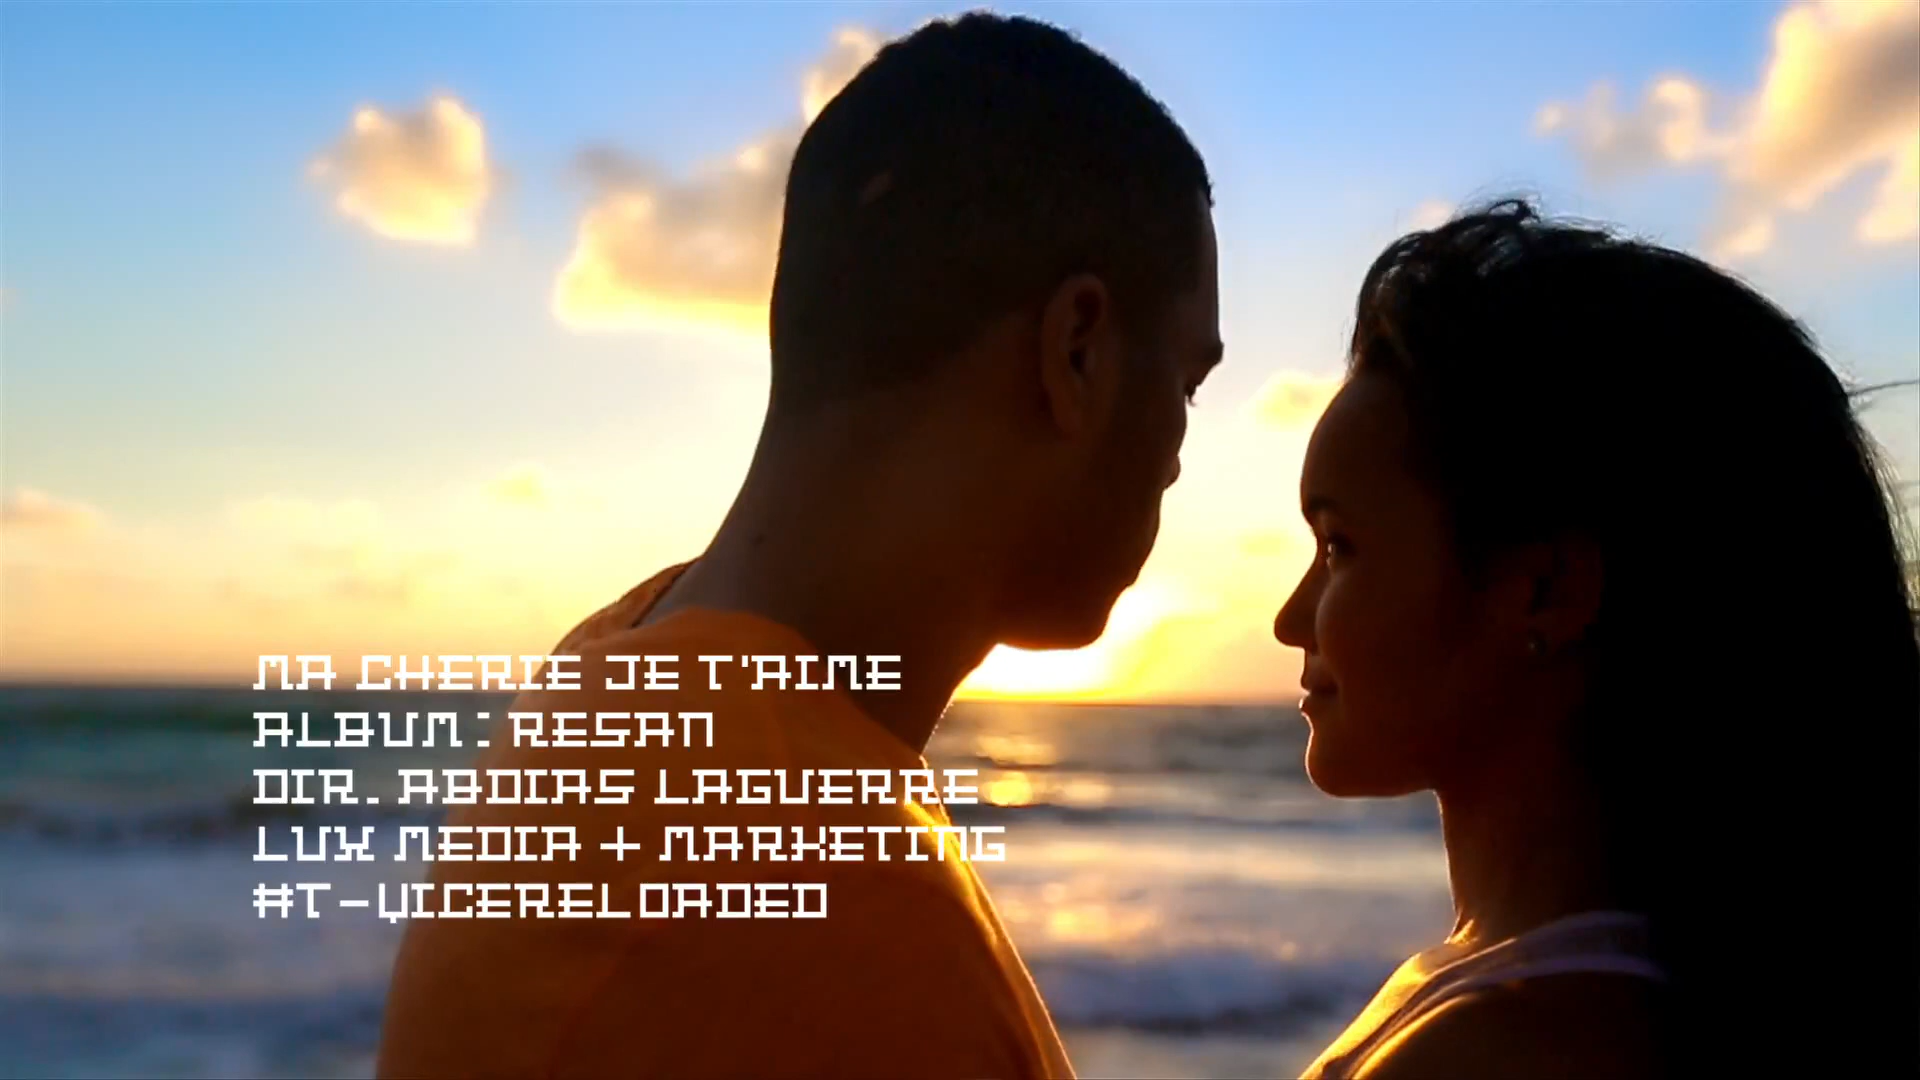 MA CHERIE JE T'AIME
ALBUM: RESAN
DIR. ABDIAS LAGUERRE
LUX MEDIA + MARKETING
#T-VICERELOADED